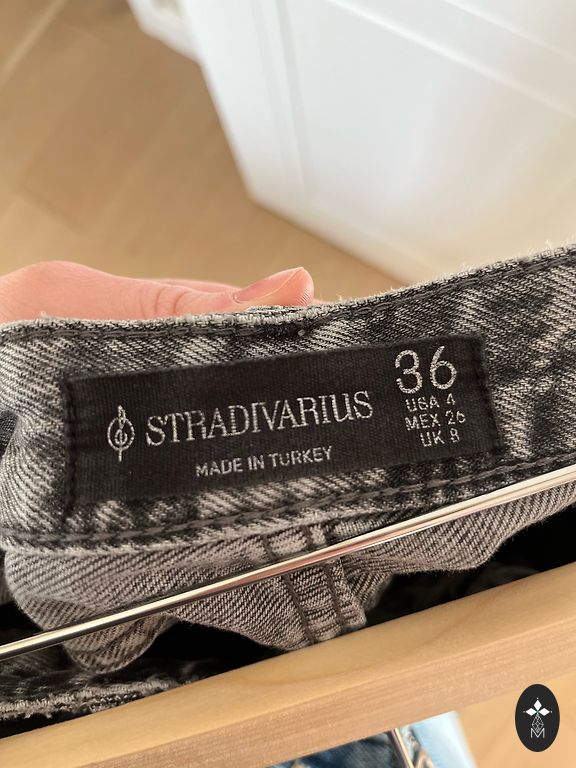 STRADIVARIUS
MADE IN TURKEY
36
USA 4
MEX 26
UK 8
M